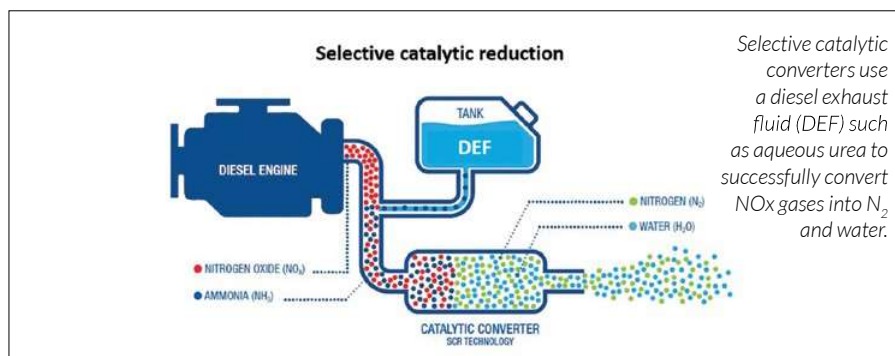 Selective catalytic reduction
Selective catalytic
converters use
a diesel exhaust
fluid (DEF) such
as aqueous urea to
successfully convert
NOx gases into N₂
and water.
TANK
DEF
DIESEL ENGINE
NITROGEN (N₂)
WATER (H₂O)
NITROGEN OXIDE (NOₓ)
AMMONIA (NH₃)
CATALYTIC CONVERTER
SCR TECHNOLOGY